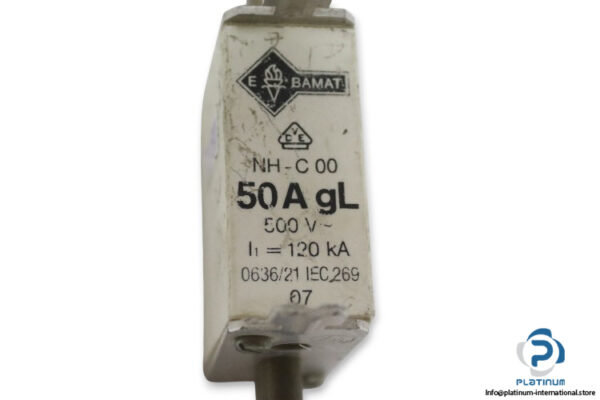 E BAMAT
V
C E
NH-C 00
50 A gL
500 V ~
I₁ = 120 kA
0636/21 IEC 269
07
P
PLATINUM
Info@platinum-international.store